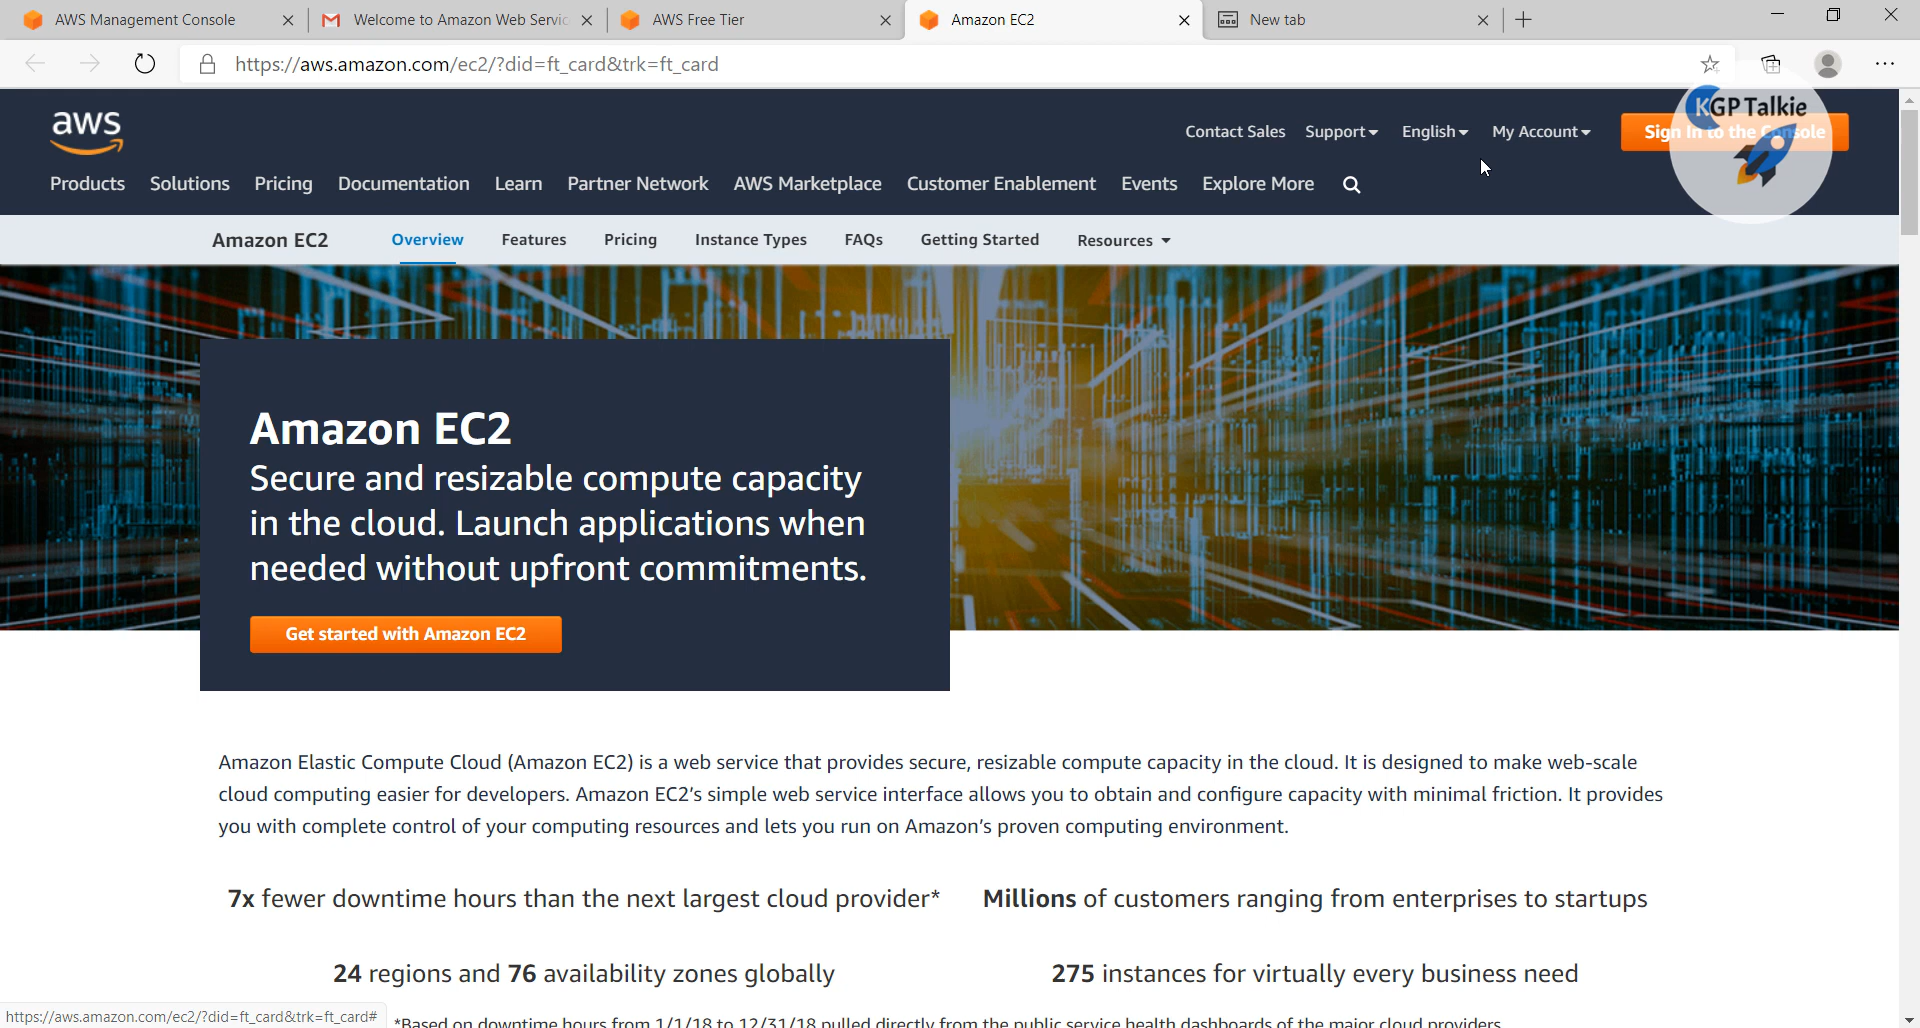 AWS Management Console
Welcome to Amazon Web Servic
AWS Free Tier
Amazon EC2
New tab
https://aws.amazon.com/ec2/?did=ft_card&trk=ft_card
aws
Contact Sales Support English My Account Sign In to the Console
KGP Talkie
Products Solutions Pricing Documentation Learn Partner Network AWS Marketplace Customer Enablement Events Explore More
Amazon EC2 Overview Features Pricing Instance Types FAQs Getting Started Resources
Amazon EC2
Secure and resizable compute capacity
in the cloud. Launch applications when
needed without upfront commitments.
Get started with Amazon EC2
Amazon Elastic Compute Cloud (Amazon EC2) is a web service that provides secure, resizable compute capacity in the cloud. It is designed to make web-scale
cloud computing easier for developers. Amazon EC2’s simple web service interface allows you to obtain and configure capacity with minimal friction. It provides
you with complete control of your computing resources and lets you run on Amazon’s proven computing environment.
7x fewer downtime hours than the next largest cloud provider*
Millions of customers ranging from enterprises to startups
24 regions and 76 availability zones globally
275 instances for virtually every business need
https://aws.amazon.com/ec2/?did=ft_card&trk=ft_card#
*Based on downtime hours from 1/1/18 to 12/31/18 pulled directly from the public service health dashboards of the major cloud providers.